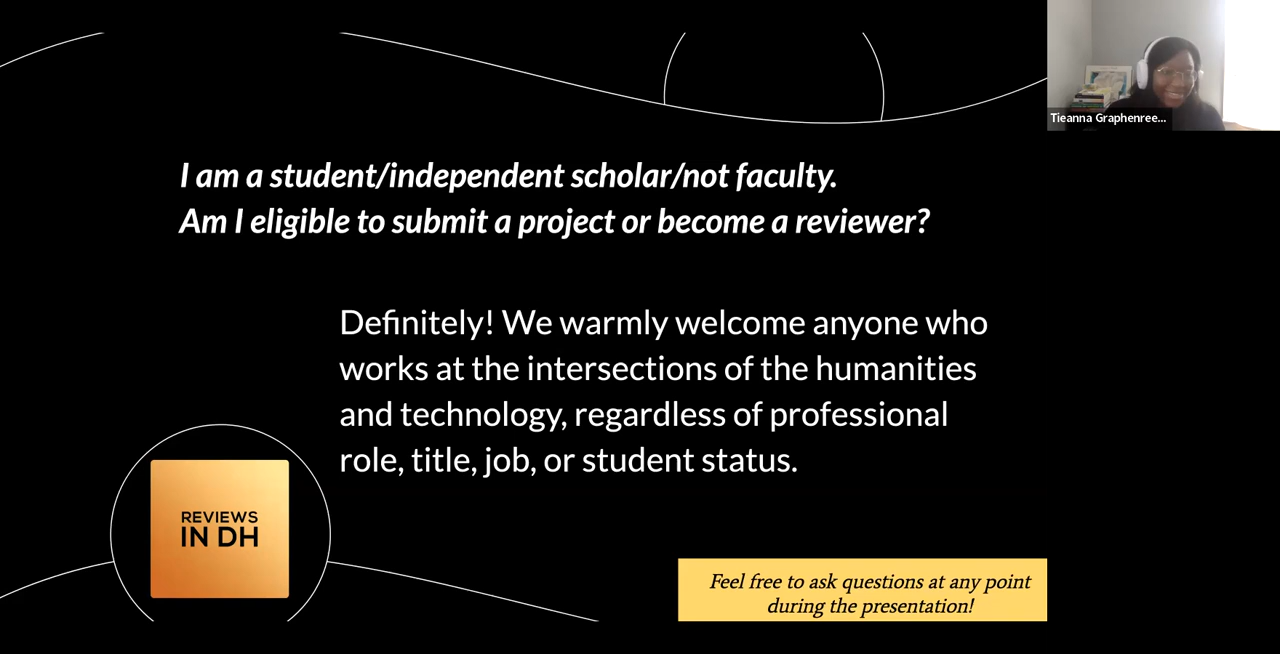 Tieanna Graphenree...
I am a student/independent scholar/not faculty.
Am I eligible to submit a project or become a reviewer?
Definitely! We warmly welcome anyone who
works at the intersections of the humanities
and technology, regardless of professional
role, title, job, or student status.
REVIEWS
IN DH
Feel free to ask questions at any point
during the presentation!